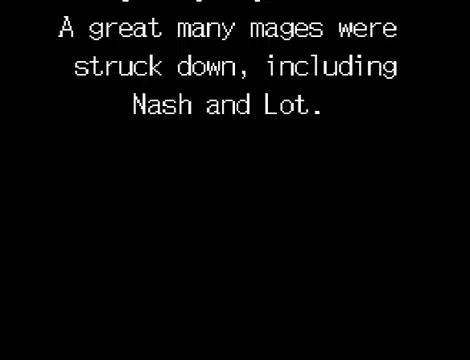 A great many mages were
struck down, including
Nash and Lot.